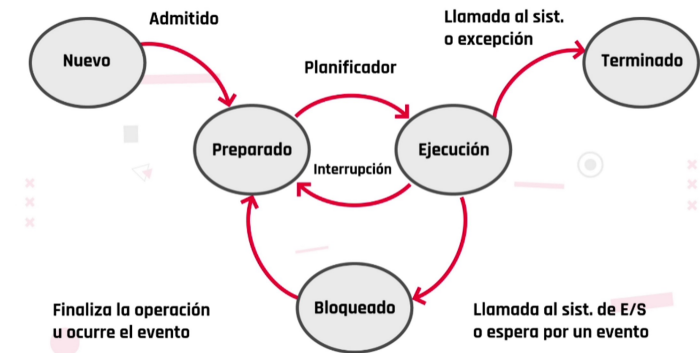 Admitido
Llamada al sist.
o excepción
Nuevo
Terminado
Planificador
Preparado
Ejecución
Interrupción
Bloqueado
Finaliza la operación
u ocurre el evento
Llamada al sist. de E/S
o espera por un evento